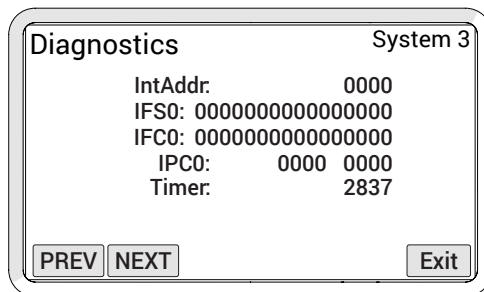 Diagnostics System 3
IntAddr: 0000
IFS0: 0000000000000000
IFC0: 0000000000000000
IPC0: 0000 0000
Timer: 2837
PREV NEXT Exit